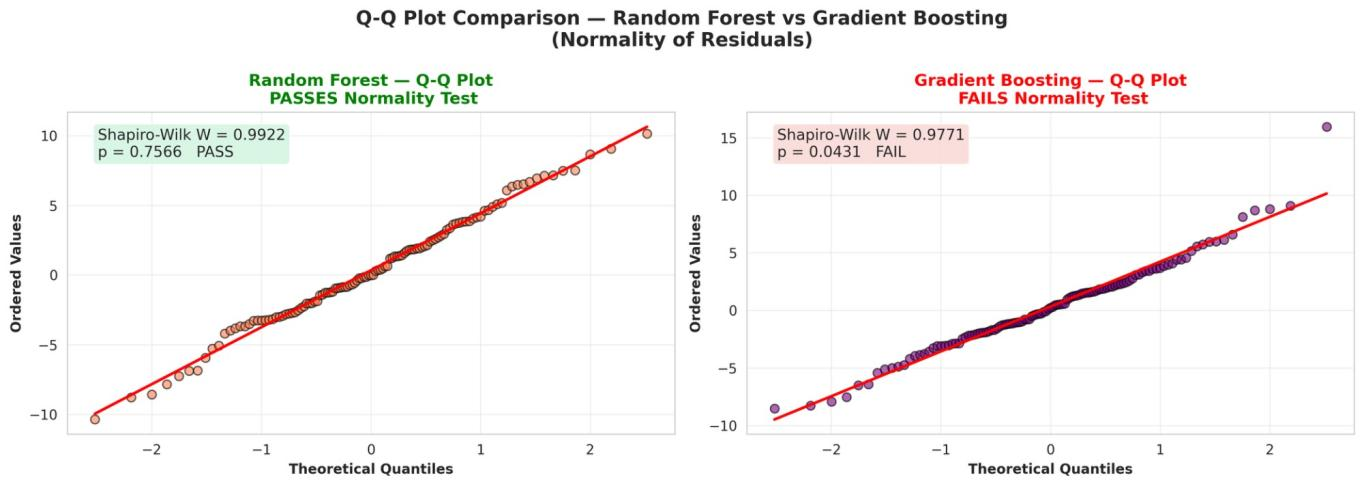 Q-Q Plot Comparison — Random Forest vs Gradient Boosting
(Normality of Residuals)
Random Forest — Q-Q Plot
PASSES Normality Test
Shapiro-Wilk W = 0.9922
p = 0.7566   PASS
Ordered Values
10
5
0
−5
−10
−2
−1
0
1
2
Theoretical Quantiles
Gradient Boosting — Q-Q Plot
FAILS Normality Test
Shapiro-Wilk W = 0.9771
p = 0.0431   FAIL
Ordered Values
15
10
5
0
−5
−10
−2
−1
0
1
2
Theoretical Quantiles